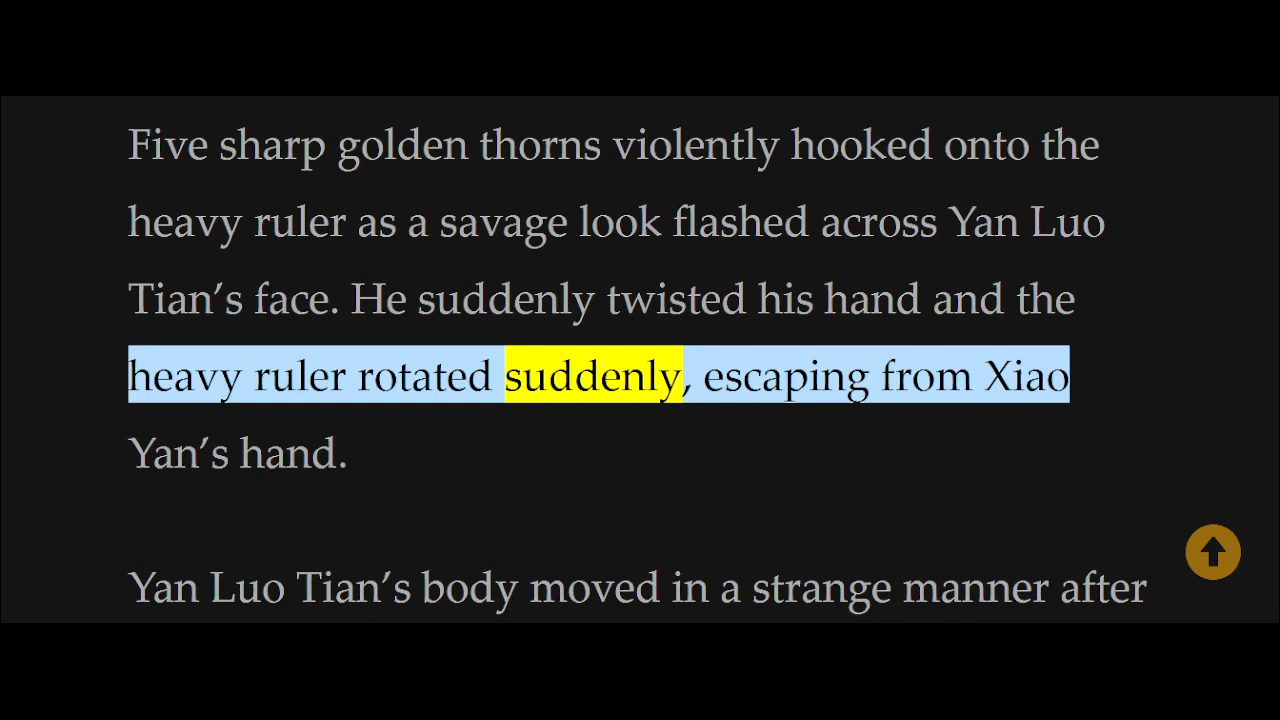 Five sharp golden thorns violently hooked onto the
heavy ruler as a savage look flashed across Yan Luo
Tian’s face. He suddenly twisted his hand and the
heavy ruler rotated suddenly, escaping from Xiao
Yan’s hand.
Yan Luo Tian’s body moved in a strange manner after